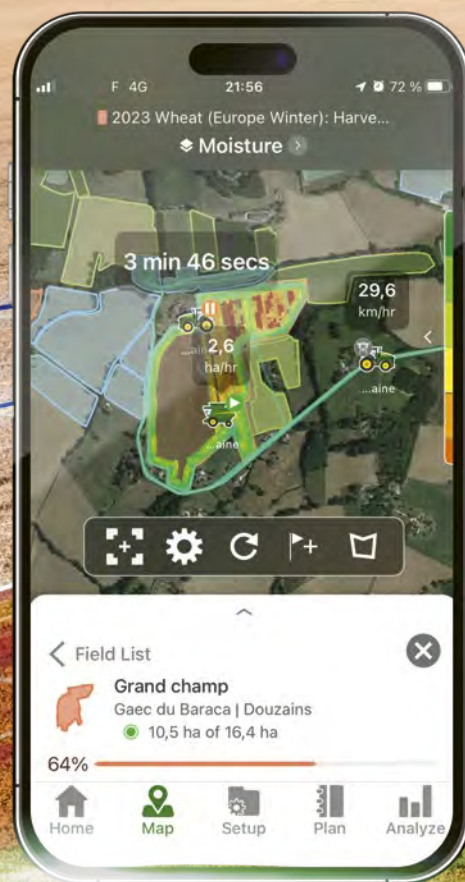 F 4G 21:56 72 %
2023 Wheat (Europe Winter): Harve...
Moisture
3 min 46 secs
29,6
km/hr
...aine
2,6
ha/hr
...aine
...aine
Field List
Grand champ
Gaec du Baraca | Douzains
10,5 ha of 16,4 ha
64%
Home Map Setup Plan Analyze